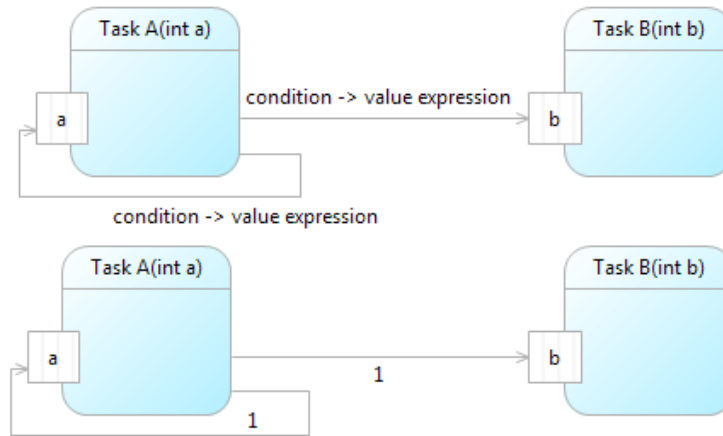 Task A(int a)
Task B(int b)
condition -> value expression
a
b
condition -> value expression
Task A(int a)
Task B(int b)
a
b
1
1